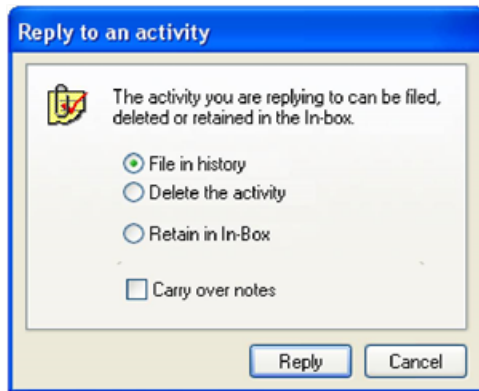 Reply to an activity
The activity you are replying to can be filed,
deleted or retained in the In-box.
File in history
Delete the activity
Retain in In-Box
Carry over notes
Reply
Cancel